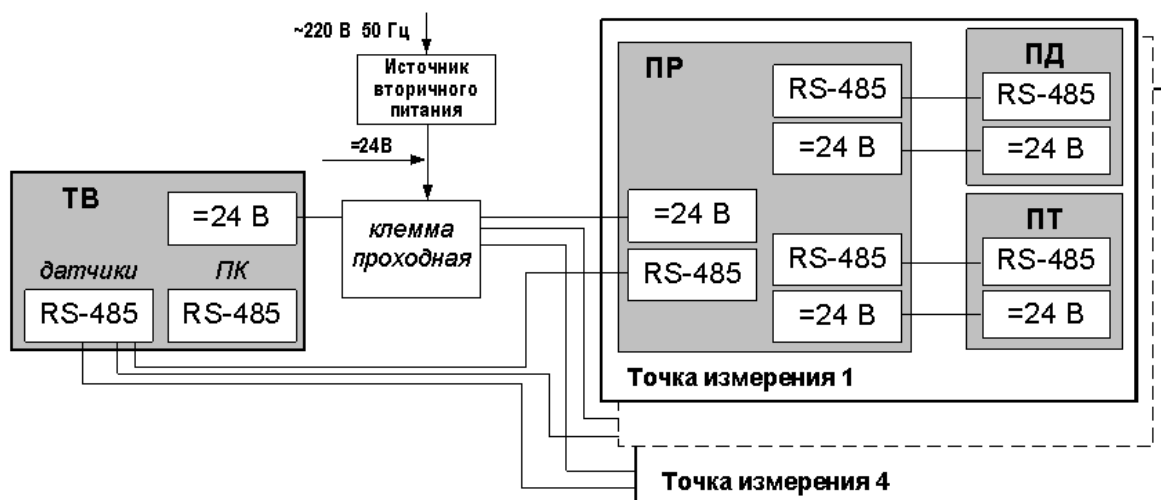 ~220 В 50 Гц
Источник
вторичного
питания
=24В
ТВ
=24 В
датчики
ПК
RS-485
RS-485
клемма
проходная
ПР
RS-485
=24 В
=24 В
RS-485
RS-485
=24 В
ПД
RS-485
=24 В
ПТ
RS-485
=24 В
Точка измерения 1
Точка измерения 4